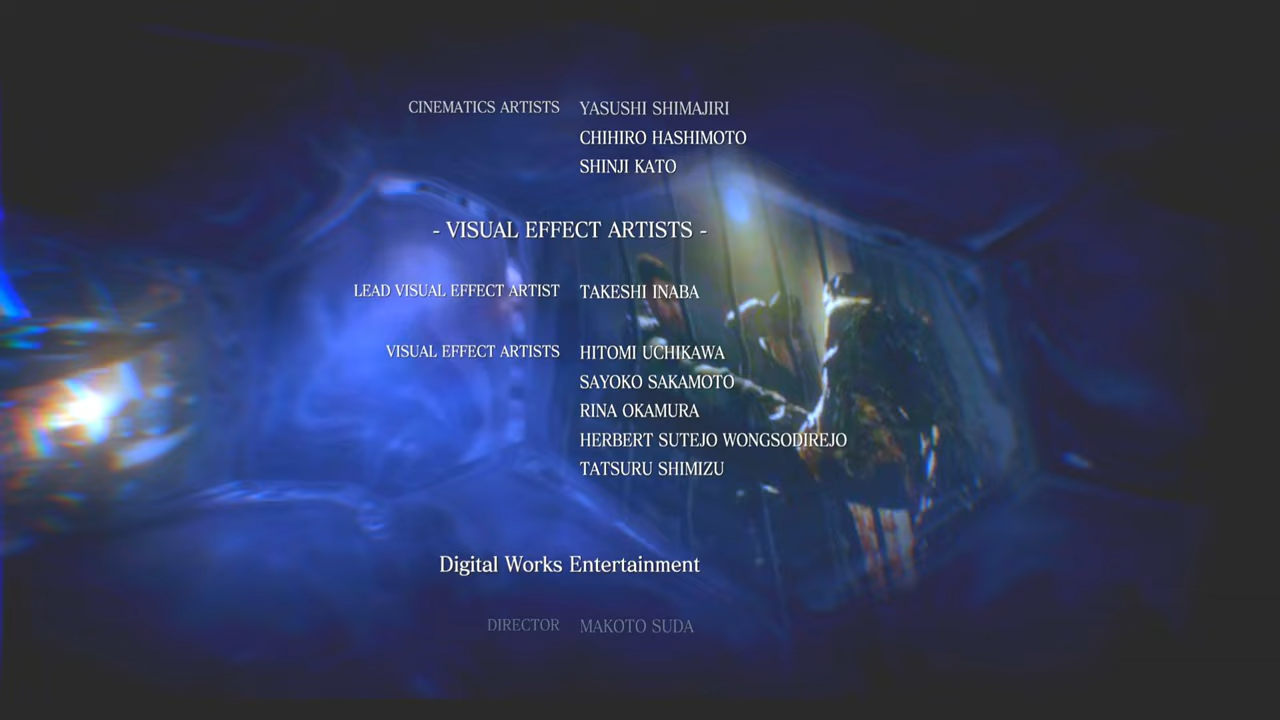 CINEMATICS ARTISTS YASUSHI SHIMAJIRI
CHIHIRO HASHIMOTO
SHINJI KATO
- VISUAL EFFECT ARTISTS -
LEAD VISUAL EFFECT ARTIST TAKESHI INABA
VISUAL EFFECT ARTISTS HITOMI UCHIKAWA
SAYOKO SAKAMOTO
RINA OKAMURA
HERBERT SUTEJO WONGSODIREJO
TATSURU SHIMIZU
Digital Works Entertainment
DIRECTOR MAKOTO SUDA